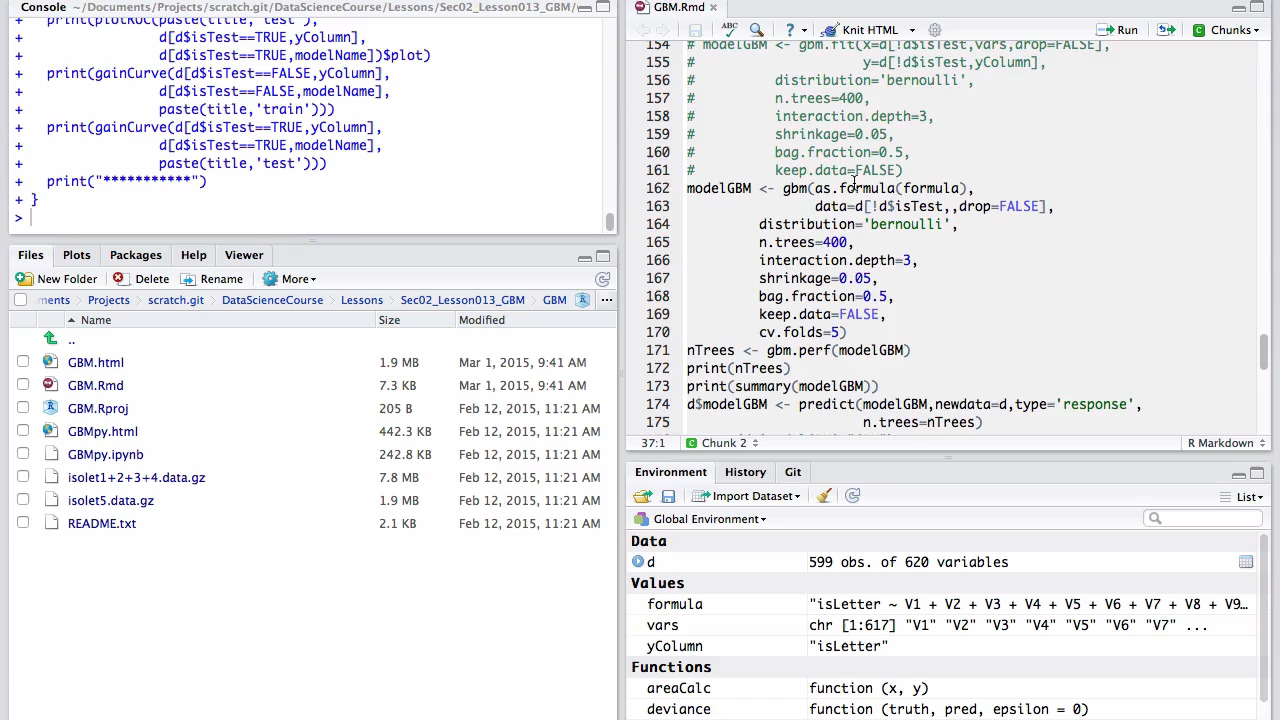 Console ~/Documents/Projects/scratch.git/DataScienceCourse/Lessons/Sec02_Lesson013_GBM/
+   print(plotROC(paste(title,'test'),
+                 d[d$isTest==TRUE,yColumn],
+                 d[d$isTest==TRUE,modelName])$plot)
+   print(gainCurve(d[d$isTest==FALSE,yColumn],
+                 d[d$isTest==FALSE,modelName],
+                 paste(title,'train')))
+   print(gainCurve(d[d$isTest==TRUE,yColumn],
+                 d[d$isTest==TRUE,modelName],
+                 paste(title,'test')))
+   print("***********")
+ }
>
Files Plots Packages Help Viewer
New Folder Delete Rename More
ments Projects scratch.git DataScienceCourse Lessons Sec02_Lesson013_GBM GBM ...
Name Size Modified
..
GBM.html 1.9 MB Mar 1, 2015, 9:41 AM
GBM.Rmd 7.3 KB Mar 1, 2015, 9:41 AM
GBM.Rproj 205 B Feb 12, 2015, 11:21 AM
GBMpy.html 442.3 KB Feb 12, 2015, 11:21 AM
GBMpy.ipynb 242.8 KB Feb 12, 2015, 11:21 AM
isolet1+2+3+4.data.gz 7.8 MB Feb 12, 2015, 11:21 AM
isolet5.data.gz 1.9 MB Feb 12, 2015, 11:21 AM
README.txt 2.1 KB Feb 12, 2015, 11:21 AM
GBM.Rmd
ABC ? Knit HTML Run Chunks
154 # modelGBM <- gbm.fit(x=d[!d$isTest,vars,drop=FALSE],
155 #                     y=d[!d$isTest,yColumn],
156 #          distribution='bernoulli',
157 #          n.trees=400,
158 #          interaction.depth=3,
159 #          shrinkage=0.05,
160 #          bag.fraction=0.5,
161 #          keep.data=FALSE)
162 modelGBM <- gbm(as.formula(formula),
163                 data=d[!d$isTest,,drop=FALSE],
164          distribution='bernoulli',
165          n.trees=400,
166          interaction.depth=3,
167          shrinkage=0.05,
168          bag.fraction=0.5,
169          keep.data=FALSE,
170          cv.folds=5)
171 nTrees <- gbm.perf(modelGBM)
172 print(nTrees)
173 print(summary(modelGBM))
174 d$modelGBM <- predict(modelGBM,newdata=d,type='response',
175                       n.trees=nTrees)
37:1 C Chunk 2 R Markdown
Environment History Git
Import Dataset List
Global Environment
Data
d 599 obs. of 620 variables
Values
formula "isLetter ~ V1 + V2 + V3 + V4 + V5 + V6 + V7 + V8 + V9...
vars chr [1:617] "V1" "V2" "V3" "V4" "V5" "V6" "V7" ...
yColumn "isLetter"
Functions
areaCalc function (x, y)
deviance function (truth, pred, epsilon = 0)